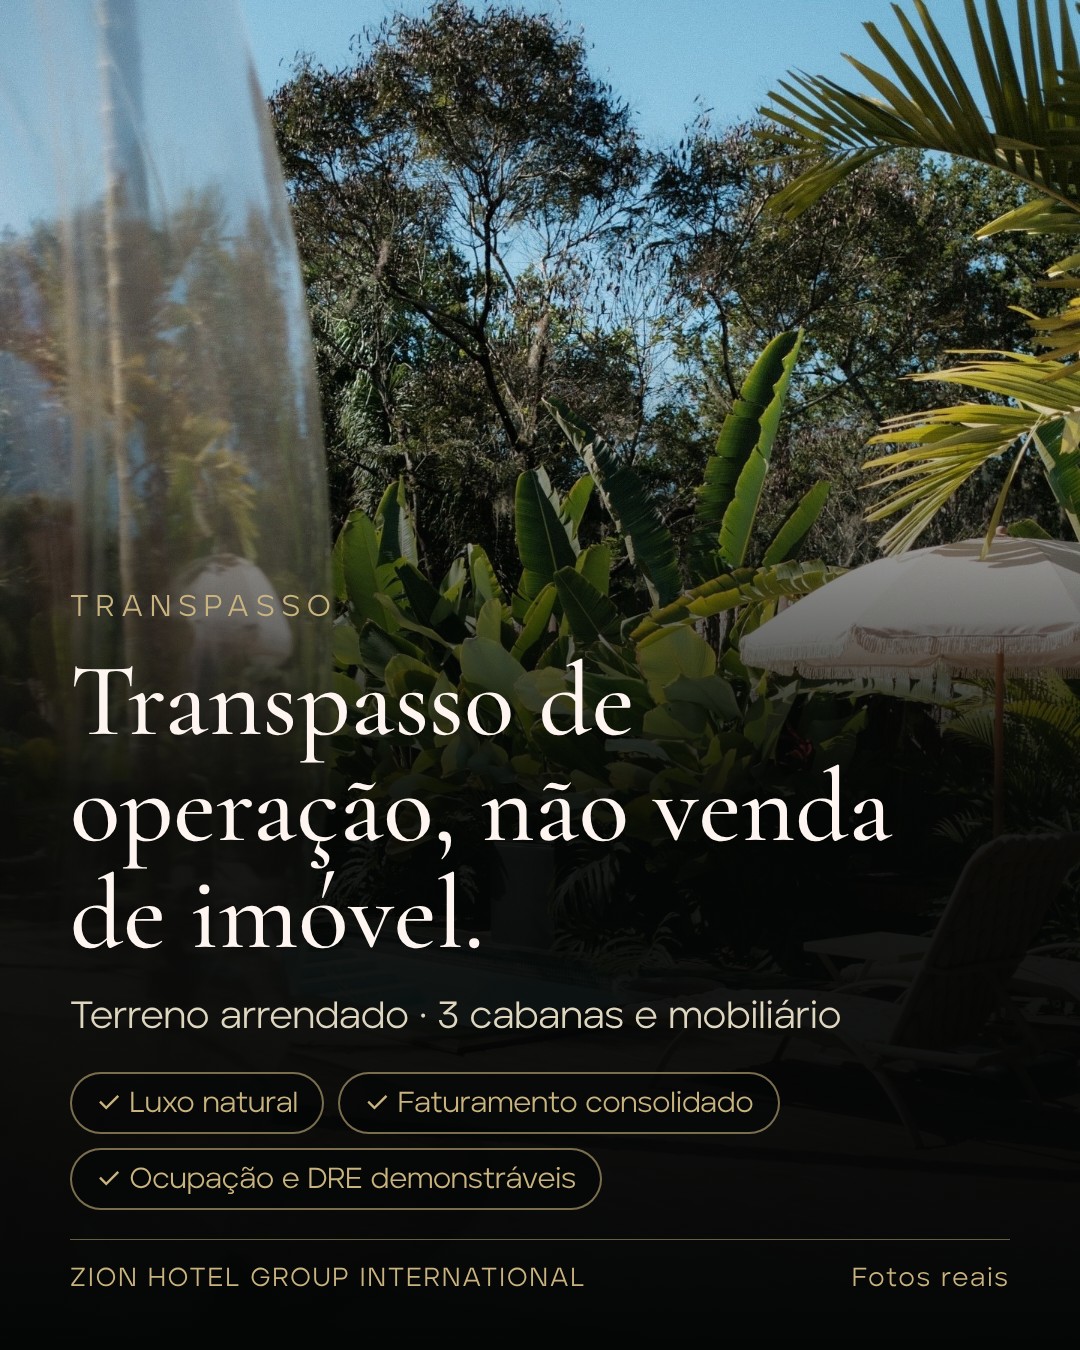 TRANSPASSO
Transpasso de
operação, não venda
de imóvel.
Terreno arrendado · 3 cabanas e mobiliário
✓ Luxo natural
✓ Faturamento consolidado
✓ Ocupação e DRE demonstráveis
ZION HOTEL GROUP INTERNATIONAL
Fotos reais